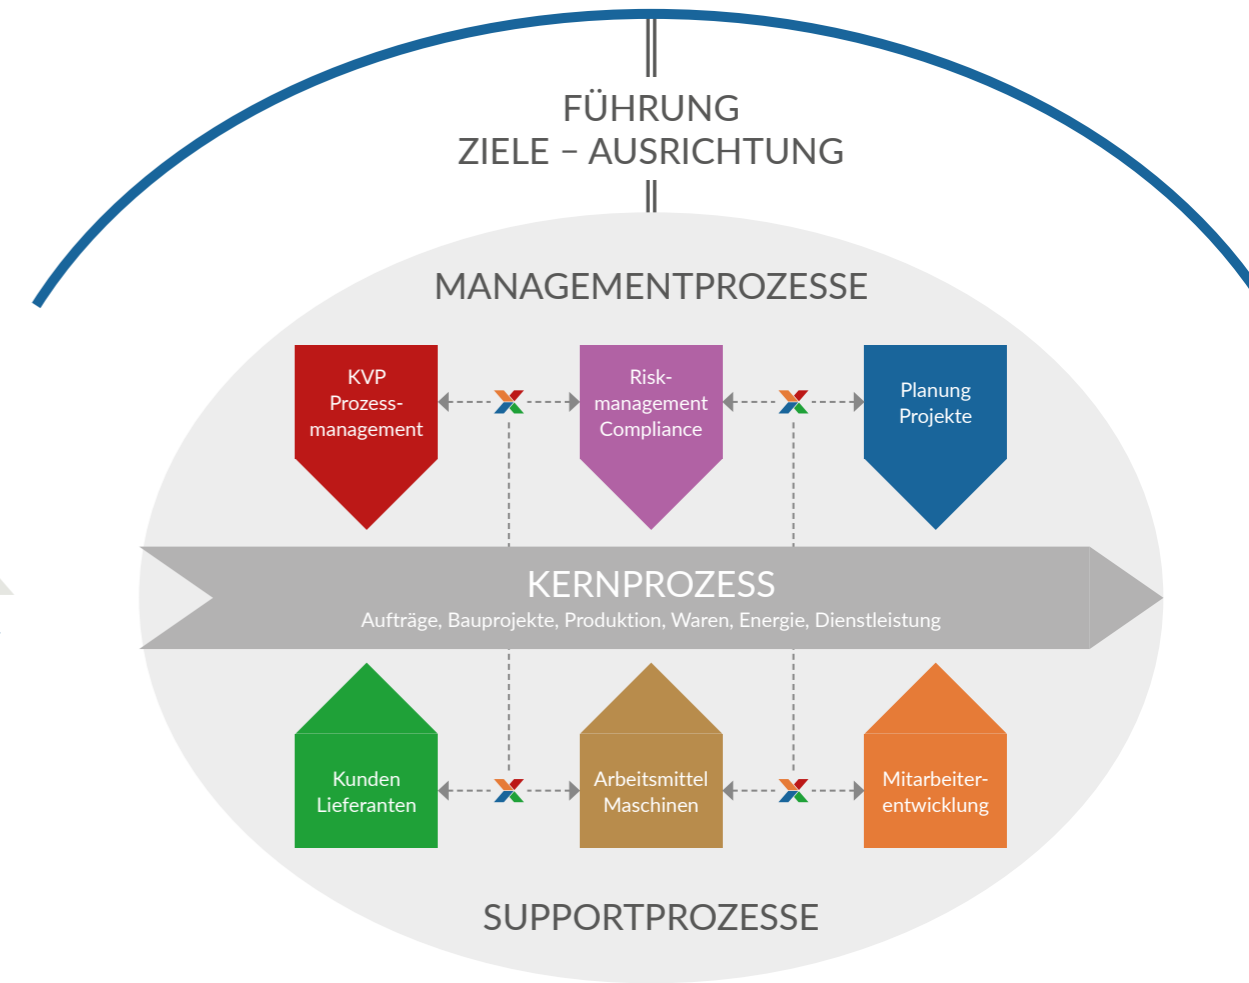 FÜHRUNG
ZIELE – AUSRICHTUNG
MANAGEMENTPROZESSE
KVP
Prozess-
management
Risk-
management
Compliance
Planung
Projekte
KERNPROZESS
Aufträge, Bauprojekte, Produktion, Waren, Energie, Dienstleistung
Kunden
Lieferanten
Arbeitsmittel
Maschinen
Mitarbeiter-
entwicklung
SUPPORTPROZESSE